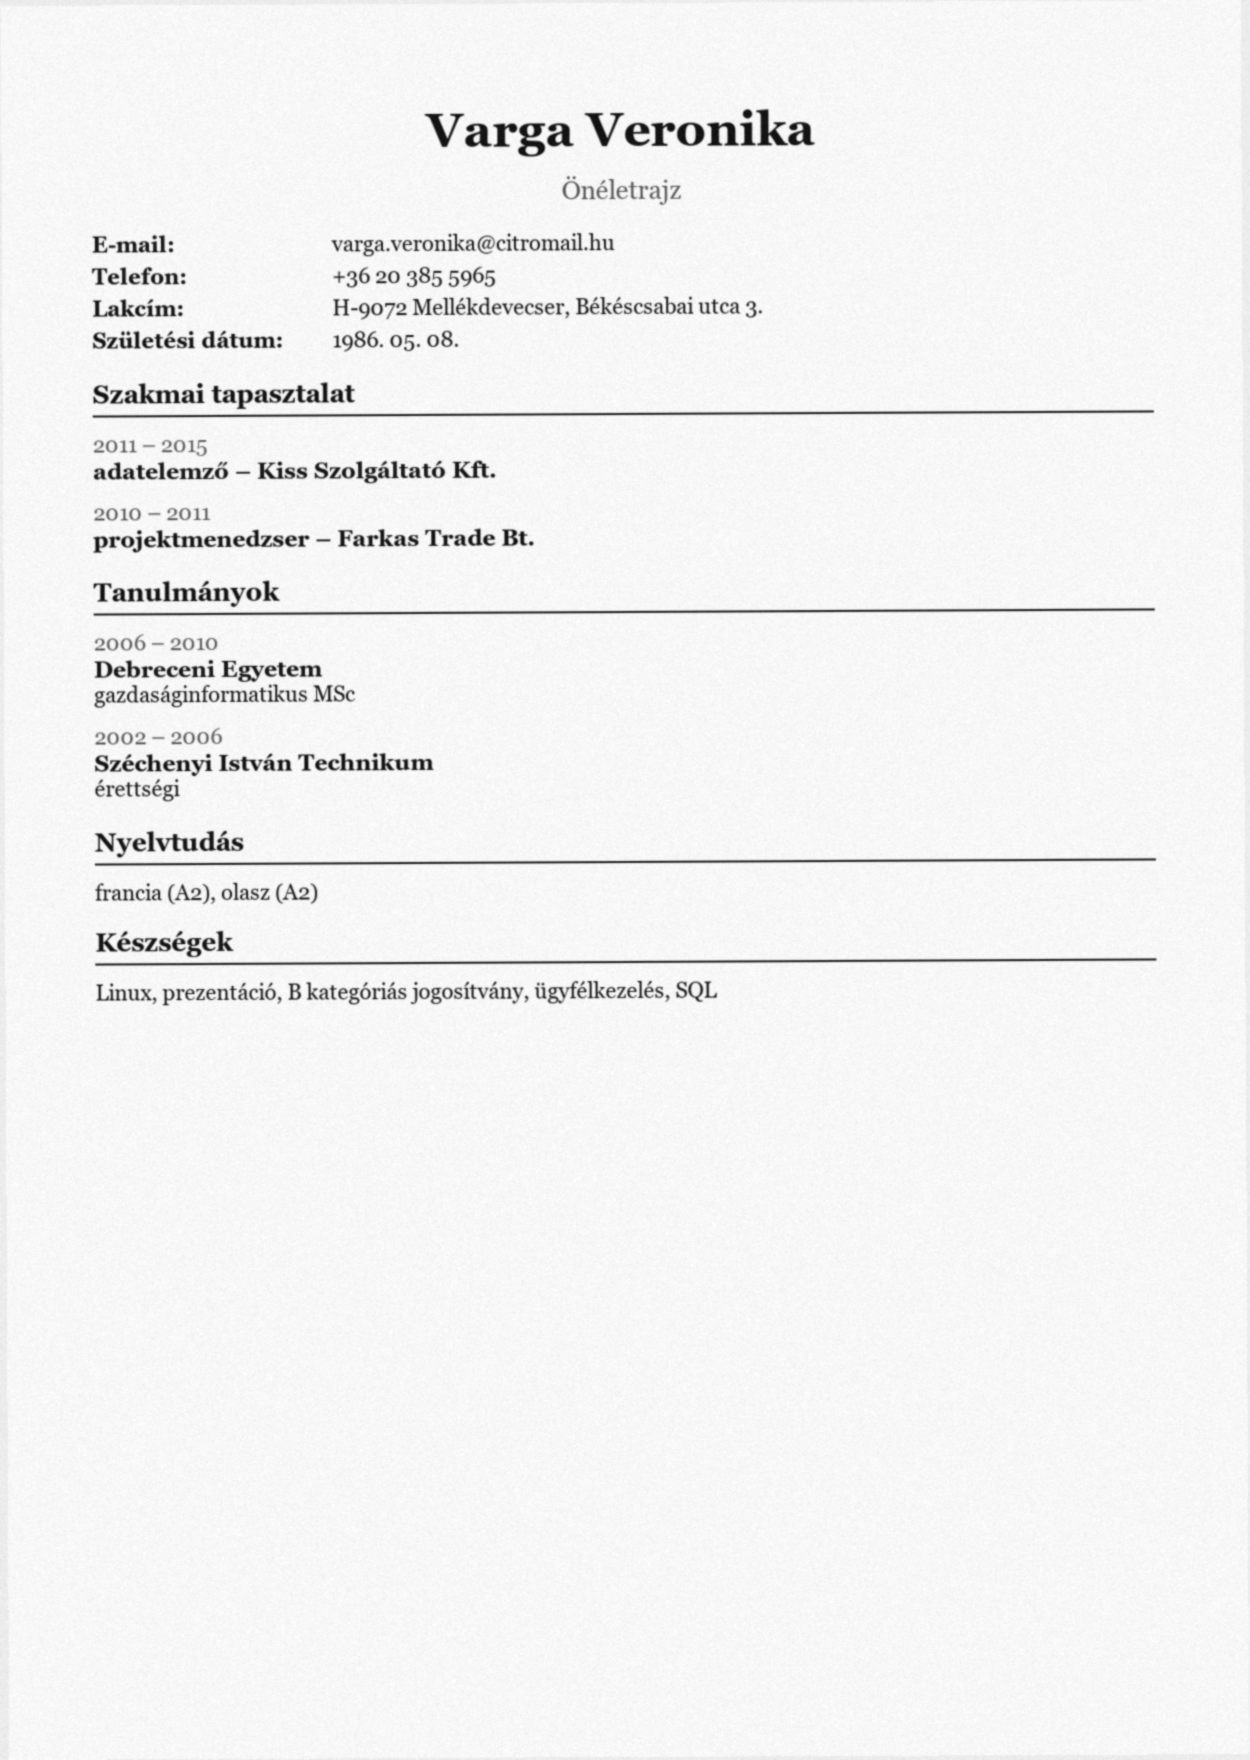 Varga Veronika
Önéletrajz
E-mail: varga.veronika@citromail.hu
Telefon: +36 20 385 5965
Lakcím: H-9072 Mellékdevecser, Békéscsabai utca 3.
Születési dátum: 1986. 05. 08.
Szakmai tapasztalat
2011 – 2015
adatelemző – Kiss Szolgáltató Kft.
2010 – 2011
projektmenedzser – Farkas Trade Bt.
Tanulmányok
2006 – 2010
Debreceni Egyetem
gazdaságinformatikus MSc
2002 – 2006
Széchenyi István Technikum
érettségi
Nyelvtudás
francia (A2), olasz (A2)
Készségek
Linux, prezentáció, B kategóriás jogosítvány, ügyfélkezelés, SQL